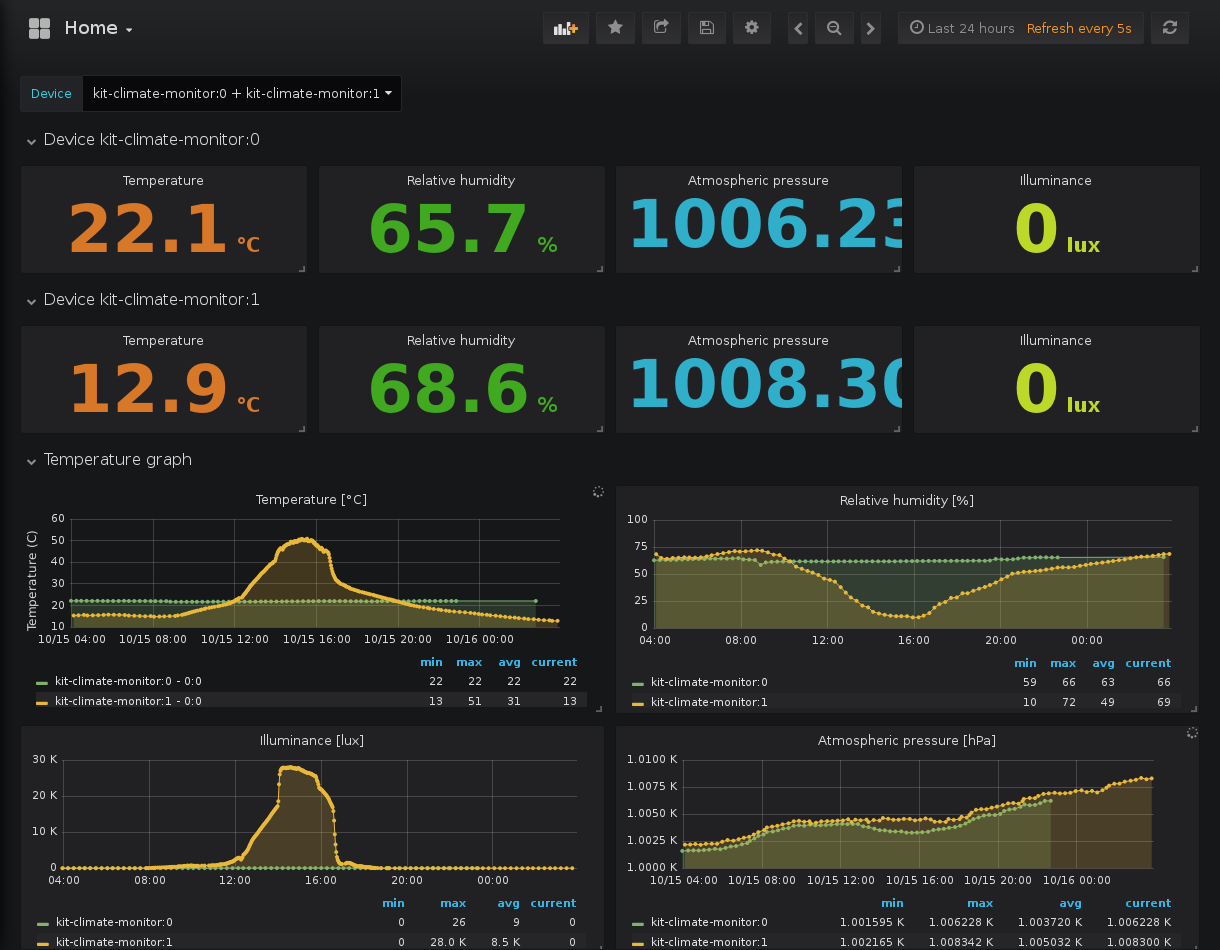 Home
Last 24 hours Refresh every 5s
Device kit-climate-monitor:0 + kit-climate-monitor:1
Device kit-climate-monitor:0
Temperature Relative humidity Atmospheric pressure Illuminance
22.1 °C 65.7 % 1006.23 0 lux
Device kit-climate-monitor:1
Temperature Relative humidity Atmospheric pressure Illuminance
12.9 °C 68.6 % 1008.30 0 lux
Temperature graph
Temperature [°C]
Temperature (C)
60
50
40
30
20
10
10/15 04:00 10/15 08:00 10/15 12:00 10/15 16:00 10/15 20:00 10/16 00:00
min max avg current
kit-climate-monitor:0 - 0:0 22 22 22 22
kit-climate-monitor:1 - 0:0 13 51 31 13
Relative humidity [%]
100
75
50
25
0
04:00 08:00 12:00 16:00 20:00 00:00
min max avg current
kit-climate-monitor:0 59 66 63 66
kit-climate-monitor:1 10 72 49 69
Illuminance [lux]
30 K
20 K
10 K
0
04:00 08:00 12:00 16:00 20:00 00:00
min max avg current
kit-climate-monitor:0 0 26 9 0
kit-climate-monitor:1 0 28.0 K 8.5 K 0
Atmospheric pressure [hPa]
1.0100 K
1.0075 K
1.0050 K
1.0025 K
1.0000 K
10/15 04:00 10/15 08:00 10/15 12:00 10/15 16:00 10/15 20:00 10/16 00:00
min max avg current
kit-climate-monitor:0 1.001595 K 1.006228 K 1.003720 K 1.006228 K
kit-climate-monitor:1 1.002165 K 1.008342 K 1.005032 K 1.008300 K